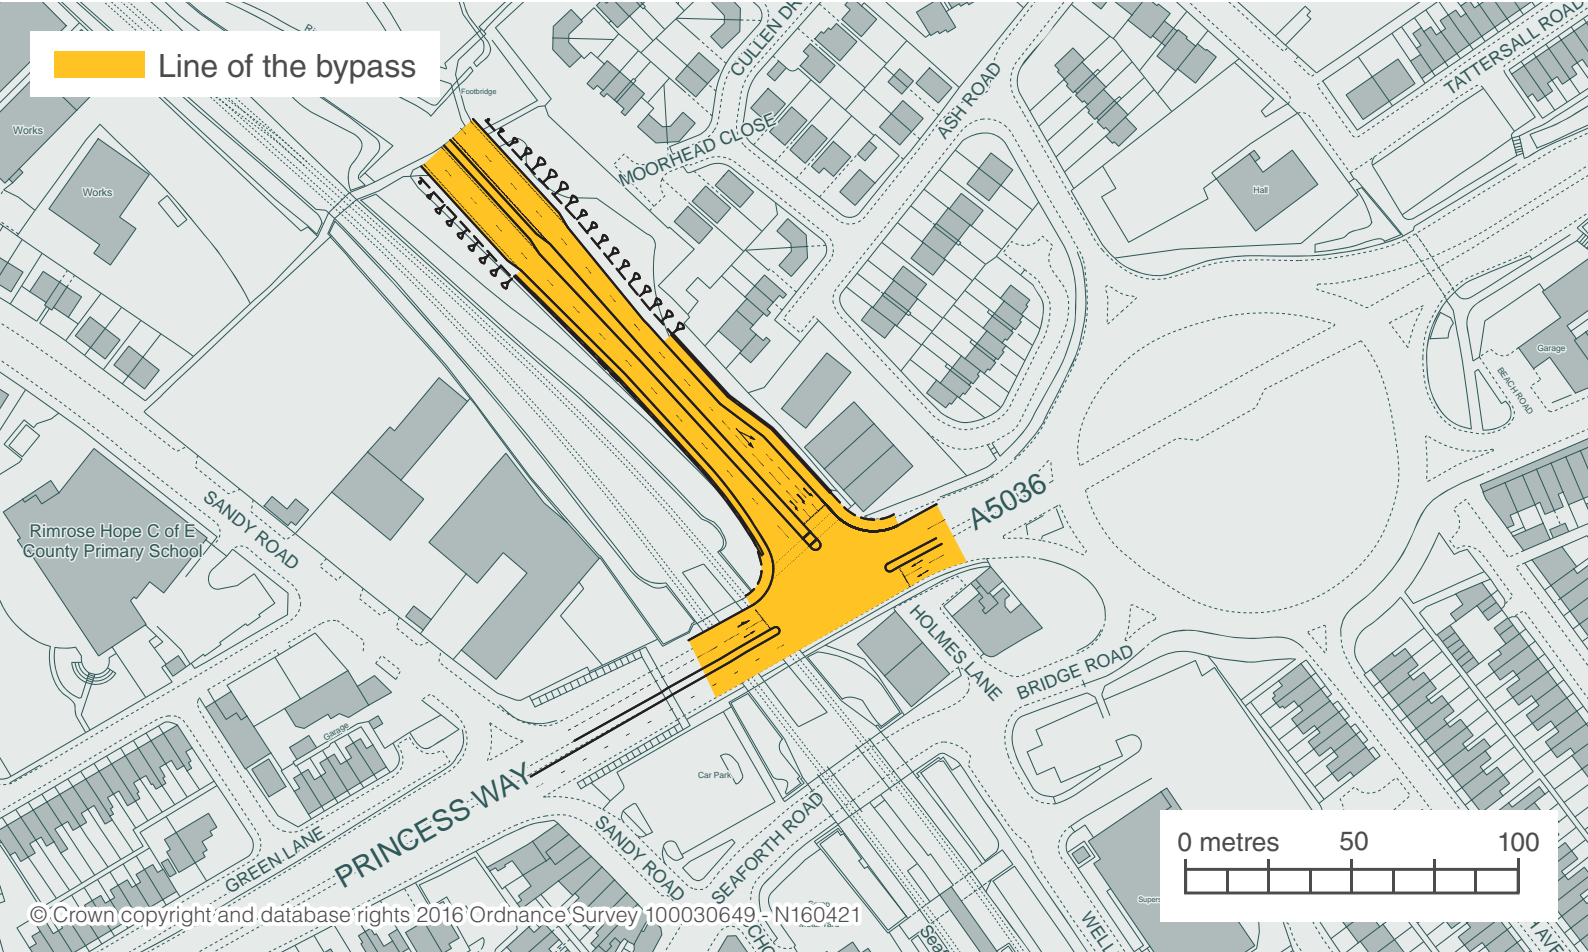 Line of the bypass
Footbridge
Works
Works
CULLEN DR
MOORHEAD CLOSE
ASH ROAD
TATTERSALL ROAD
Hall
Garage
BEACH ROAD
A5036
SANDY ROAD
Rimrose Hope C of E
County Primary School
HOLMES LANE
BRIDGE ROAD
Garage
PRINCESS WAY
GREEN LANE
Car Park
SANDY ROAD
SEAFORTH ROAD
0 metres 50 100
© Crown copyright and database rights 2016 Ordnance Survey 100030649 - N160421